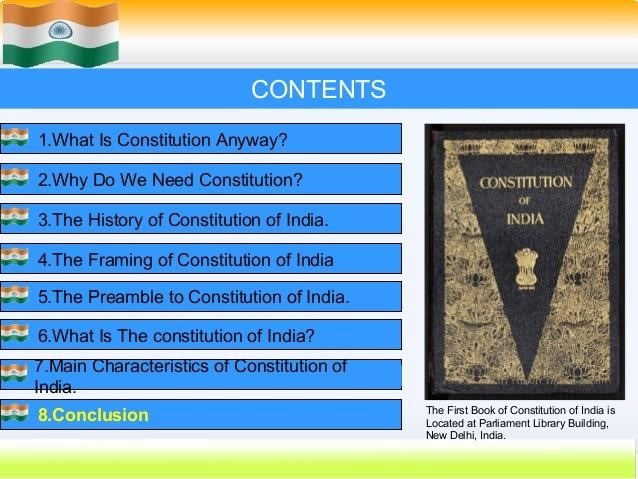 CONTENTS
1.What Is Constitution Anyway?
2.Why Do We Need Constitution?
3.The History of Constitution of India.
4.The Framing of Constitution of India
5.The Preamble to Constitution of India.
6.What Is The constitution of India?
7.Main Characteristics of Constitution of
India.
8.Conclusion
CONSTITUTION
OF
INDIA
The First Book of Constitution of India is
Located at Parliament Library Building,
New Delhi, India.